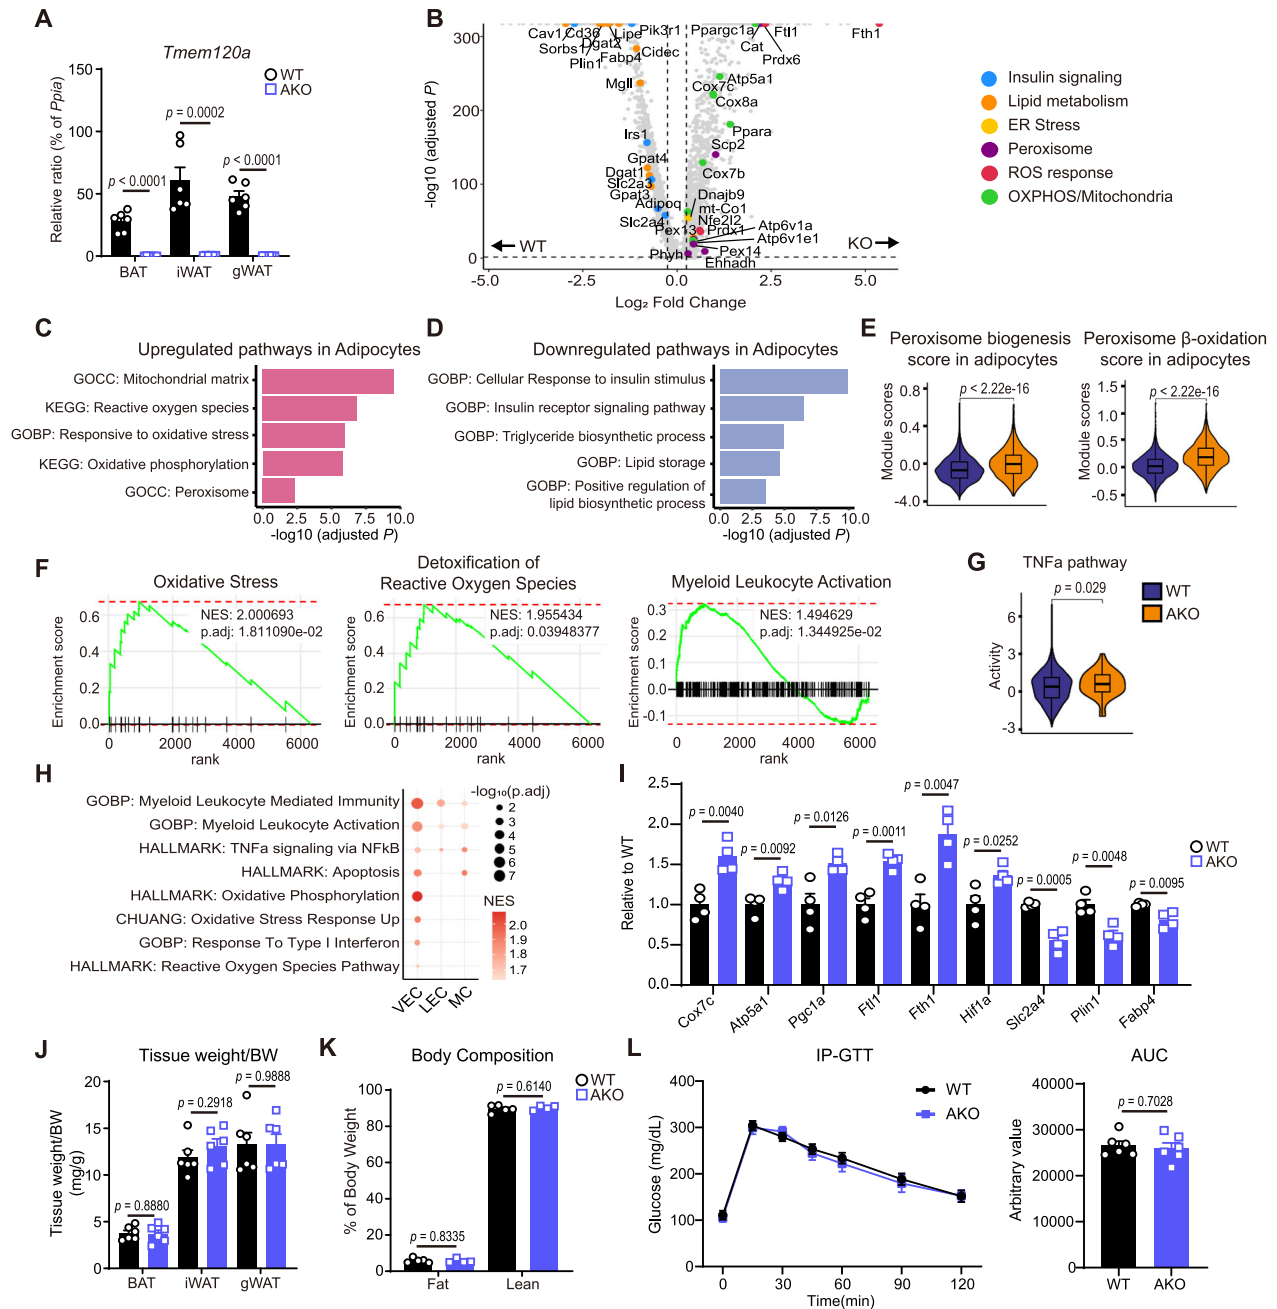 A
Tmem120a
WT
AKO
Relative ratio (% of Ppia)
150
100
50
0
p < 0.0001
p = 0.0002
p < 0.0001
BAT
iWAT
gWAT
B
-log10 (adjusted P)
300
200
100
0
Cav1
Cd36
Lipe
Pik3r1
Sorbs1
Dgat2
Plin1
Fabp4
Cidec
Mgll
Irs1
Gpat4
Dgat1
Slc2a3
Gpat3
Adipoq
Slc2a4
Ppargc1a
Ftl1
Fth1
Cat
Prdx6
Atp5a1
Cox7c
Cox8a
Ppara
Scp2
Cox7b
Dnajb9
mt-Co1
Nfe2l2
Pex13
Prdx1
Atp6v1a
Atp6v1e1
Pex14
Phyh
Ehhadh
WT
KO
-5.0
-2.5
0
2.5
5.0
Log₂ Fold Change
Insulin signaling
Lipid metabolism
ER Stress
Peroxisome
ROS response
OXPHOS/Mitochondria
C
Upregulated pathways in Adipocytes
GOCC: Mitochondrial matrix
KEGG: Reactive oxygen species
GOBP: Responsive to oxidative stress
KEGG: Oxidative phosphorylation
GOCC: Peroxisome
0.0 2.5 5.0 7.5 10.0
-log10 (adjusted P)
D
Downregulated pathways in Adipocytes
GOBP: Cellular Response to insulin stimulus
GOBP: Insulin receptor signaling pathway
GOBP: Triglyceride biosynthetic process
GOBP: Lipid storage
GOBP: Positive regulation of
lipid biosynthetic process
0.0 2.5 5.0 7.5 10.0
-log10 (adjusted P)
E
Peroxisome biogenesis
score in adipocytes
p < 2.22e-16
Module scores
0.8
0.4
0.0
-4.0
Peroxisome β-oxidation
score in adipocytes
p < 2.22e-16
Module scores
1.5
1.0
0.5
0.0
-0.5
F
Oxidative Stress
NES: 2.000693
p.adj: 1.811090e-02
Enrichment score
0.6
0.4
0.2
0.0
0 2000 4000 6000
rank
Detoxification of
Reactive Oxygen Species
NES: 1.955434
p.adj: 0.03948377
Enrichment score
0.6
0.4
0.2
0.0
0 2000 4000 6000
rank
Myeloid Leukocyte Activation
NES: 1.494629
p.adj: 1.344925e-02
Enrichment score
0.3
0.2
0.1
0.0
-0.1
0 2000 4000 6000
rank
G
TNFa pathway
p = 0.029
Activity
6
3
0
-3
WT
AKO
H
GOBP: Myeloid Leukocyte Mediated Immunity
GOBP: Myeloid Leukocyte Activation
HALLMARK: TNFa signaling via NFkB
HALLMARK: Apoptosis
HALLMARK: Oxidative Phosphorylation
CHUANG: Oxidative Stress Response Up
GOBP: Response To Type I Interferon
HALLMARK: Reactive Oxygen Species Pathway
VEC
LEC
MC
-log₁₀(p.adj)
2
3
4
5
6
7
NES
2.0
1.9
1.8
1.7
I
Relative to WT
2.5
2.0
1.5
1.0
0.5
0.0
p = 0.0040
p = 0.0092
p = 0.0126
p = 0.0011
p = 0.0047
p = 0.0252
p = 0.0005
p = 0.0048
p = 0.0095
WT
AKO
Cox7c
Atp5a1
Pgc1a
Ftl1
Fth1
Hif1a
Slc2a4
Plin1
Fabp4
J
Tissue weight/BW
Tissue weight/BW
(mg/g)
20
15
10
5
0
p = 0.8880
p = 0.2918
p = 0.9888
BAT
iWAT
gWAT
K
Body Composition
WT
AKO
% of Body Weight
100
80
60
40
20
0
p = 0.8335
p = 0.6140
Fat
Lean
L
IP-GTT
WT
AKO
Glucose (mg/dL)
400
300
200
100
0 30 60 90 120
Time(min)
AUC
p = 0.7028
Arbitrary value
40000
30000
20000
10000
0
WT
AKO